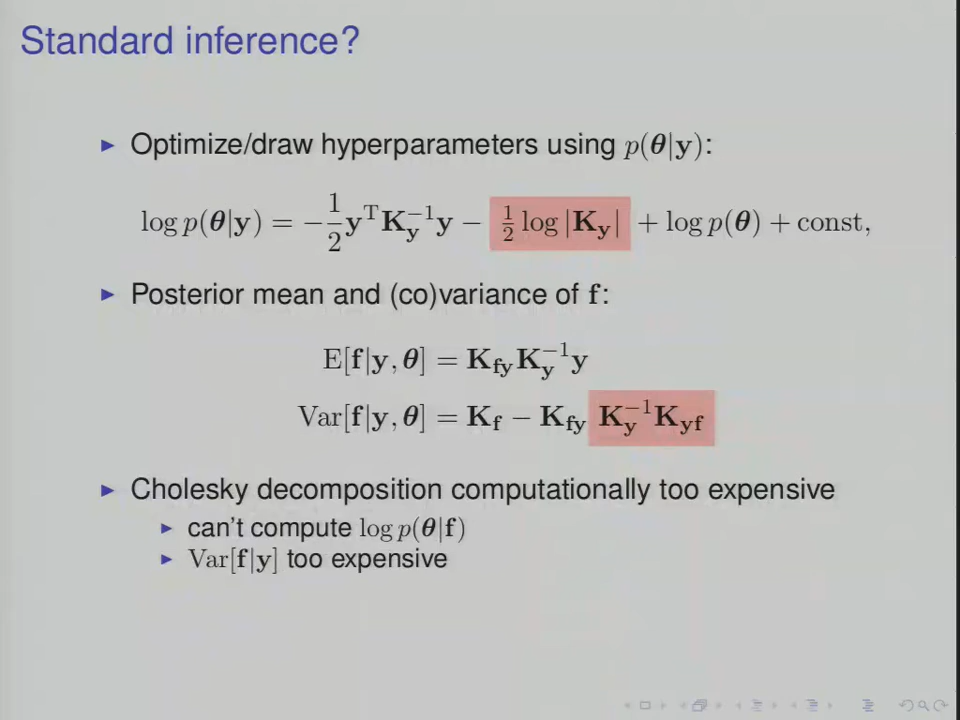 Standard inference?
▶ Optimize/draw hyperparameters using p(θ|y):
log p(θ|y) = −1/2 yᵀK_y⁻¹y − 1/2 log |K_y| + log p(θ) + const,
▶ Posterior mean and (co)variance of f:
E[f|y, θ] = K_fy K_y⁻¹ y
Var[f|y, θ] = K_f − K_fy K_y⁻¹ K_yf
▶ Cholesky decomposition computationally too expensive
▶ can't compute log p(θ|f)
▶ Var[f|y] too expensive